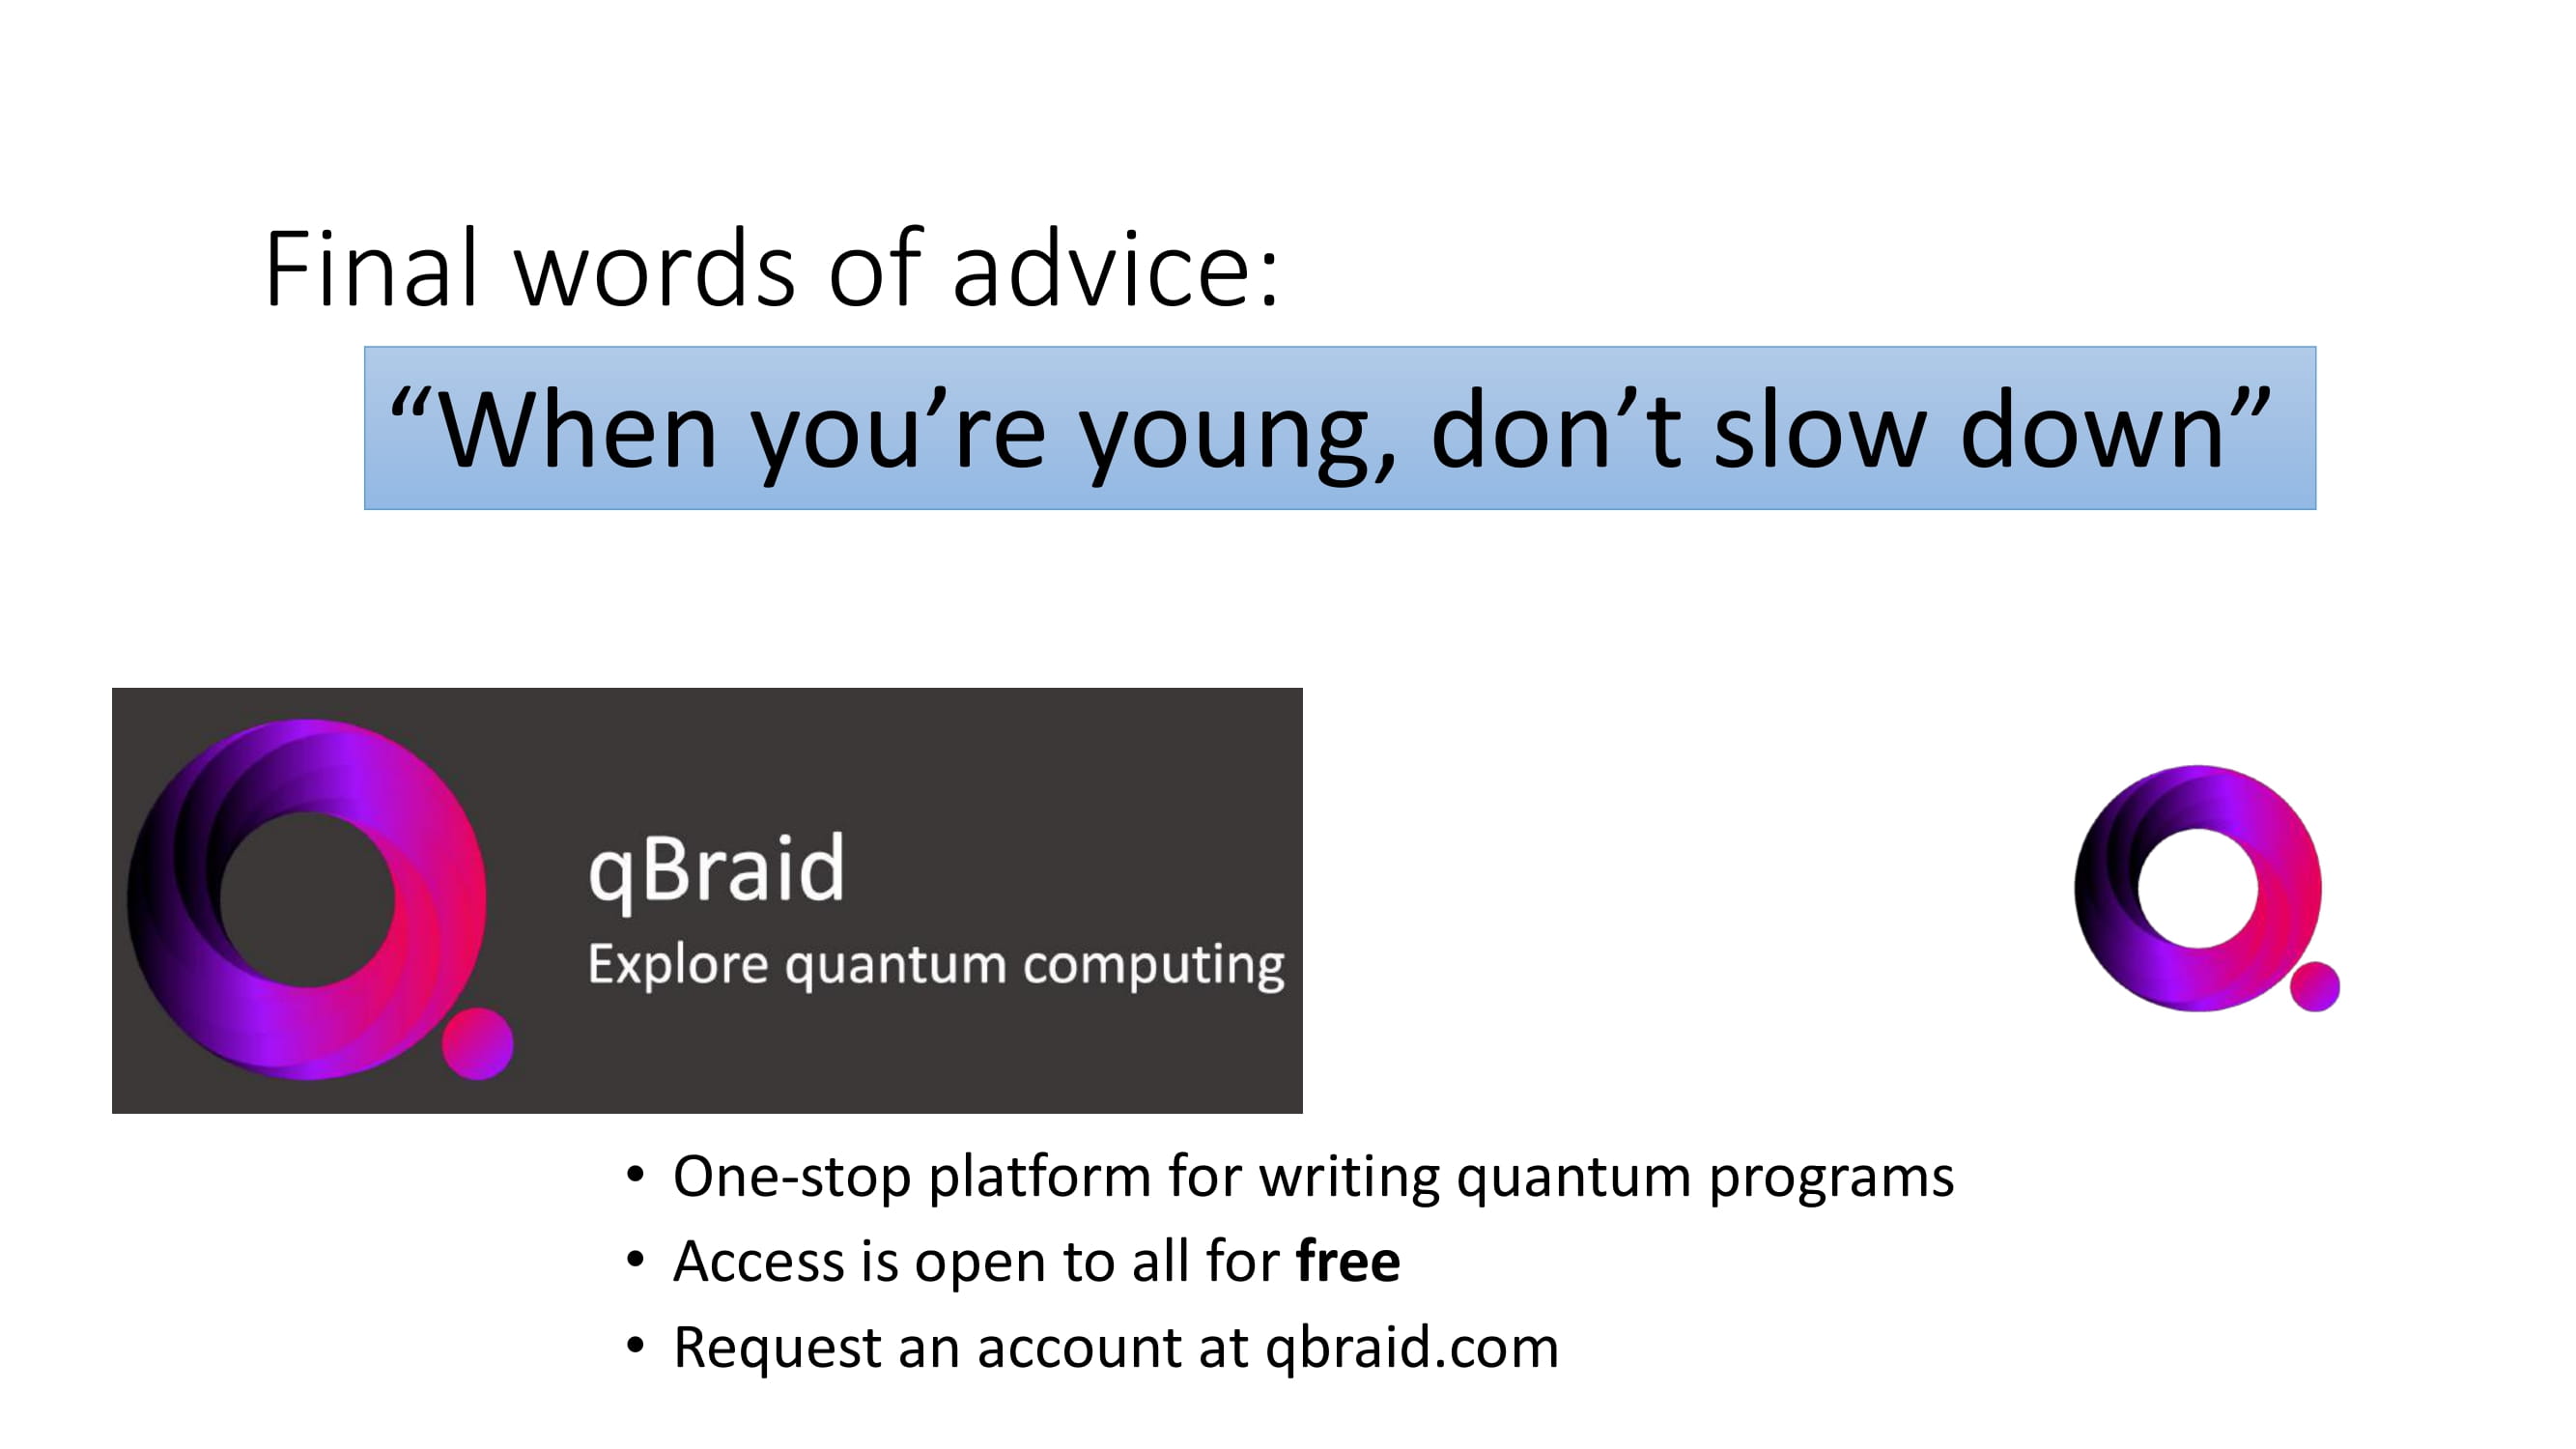 Final words of advice:
“When you’re young, don’t slow down”
qBraid
Explore quantum computing
• One-stop platform for writing quantum programs
• Access is open to all for free
• Request an account at qbraid.com